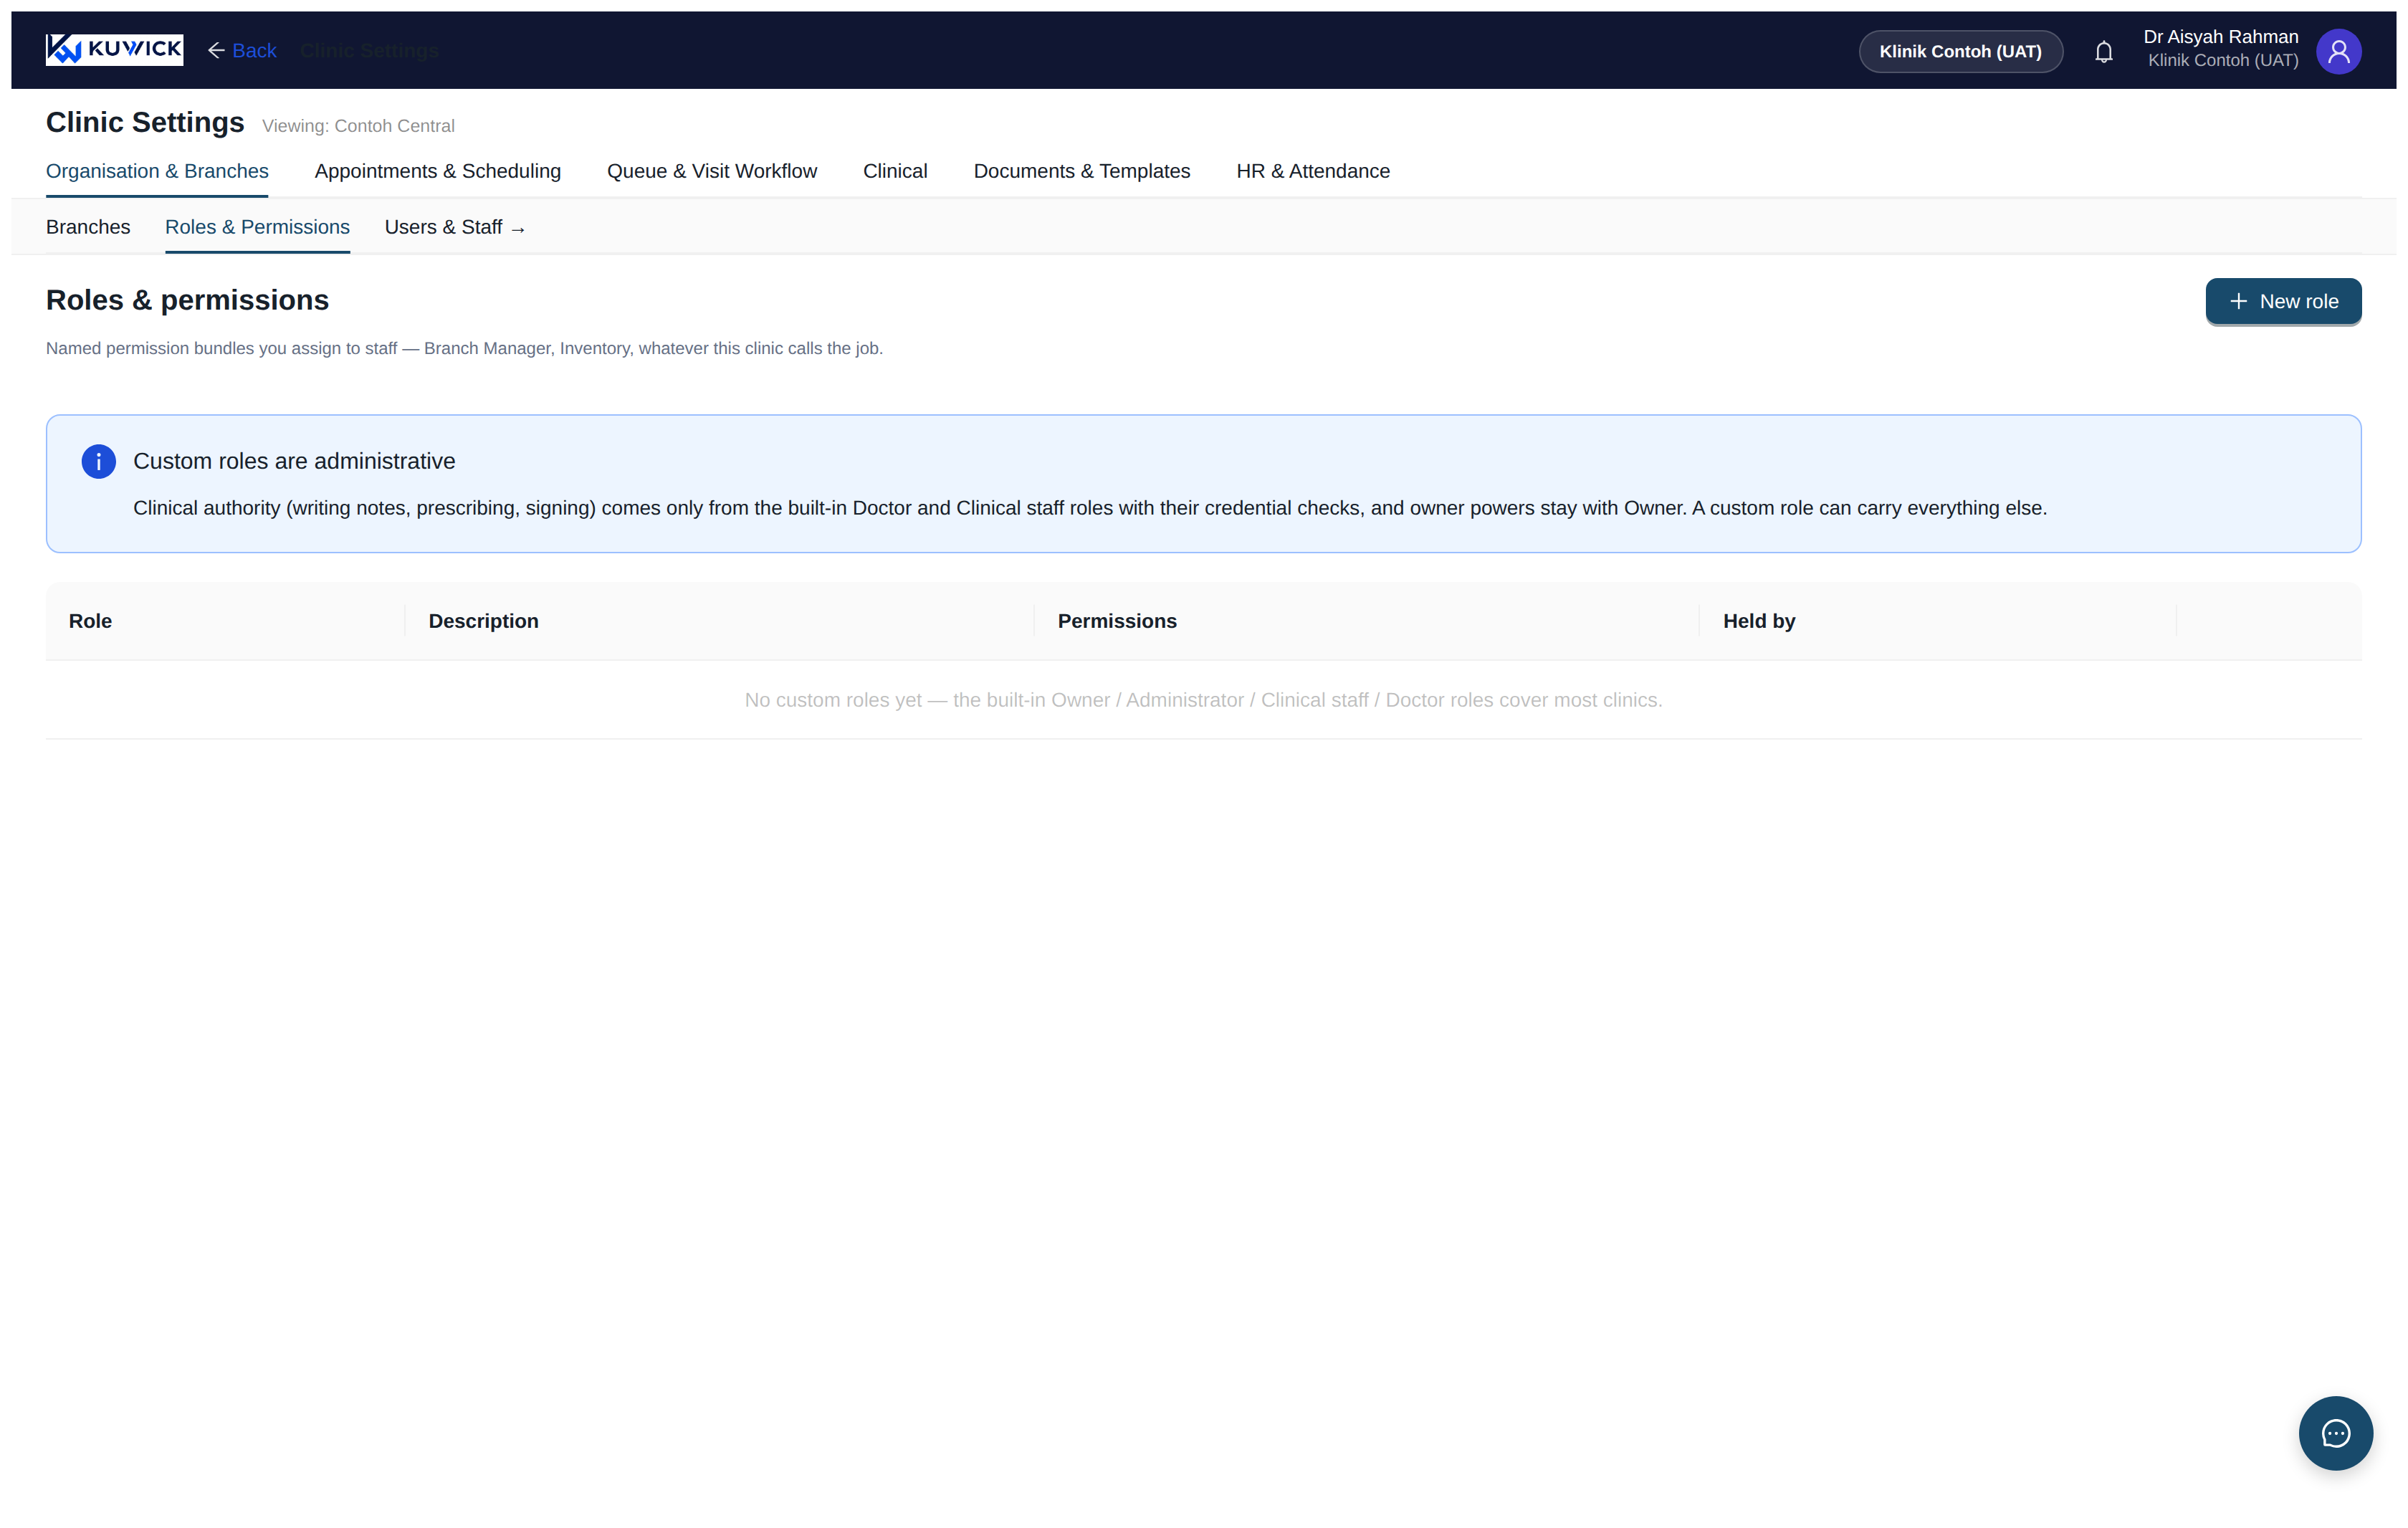 KUWICK
Back Clinic Settings
Klinik Contoh (UAT)
Dr Aisyah Rahman
Klinik Contoh (UAT)
Clinic Settings Viewing: Contoh Central
Organisation & Branches Appointments & Scheduling Queue & Visit Workflow Clinical Documents & Templates HR & Attendance
Branches Roles & Permissions Users & Staff →
Roles & permissions
New role
Named permission bundles you assign to staff — Branch Manager, Inventory, whatever this clinic calls the job.
Custom roles are administrative
Clinical authority (writing notes, prescribing, signing) comes only from the built-in Doctor and Clinical staff roles with their credential checks, and owner powers stay with Owner. A custom role can carry everything else.
Role Description Permissions Held by
No custom roles yet — the built-in Owner / Administrator / Clinical staff / Doctor roles cover most clinics.